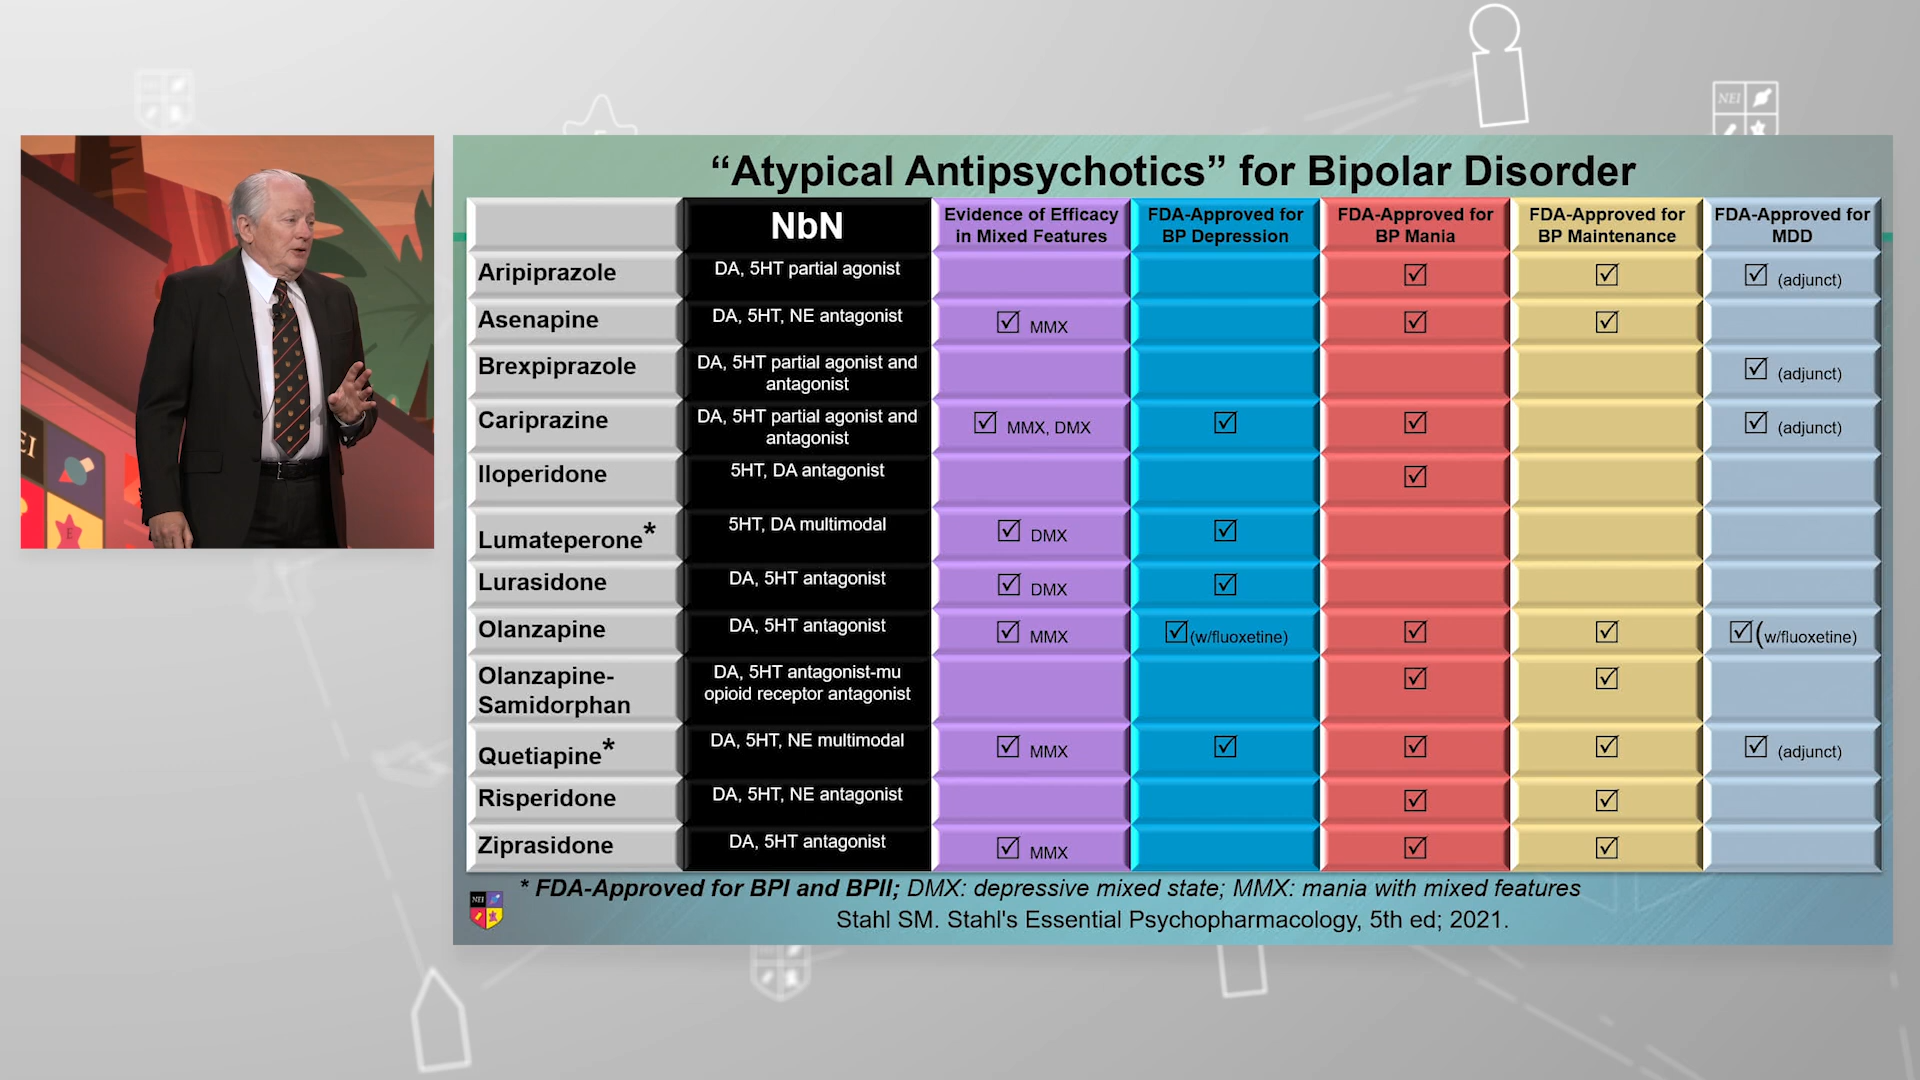 NEI
“Atypical Antipsychotics” for Bipolar Disorder
NbN
Evidence of Efficacy in Mixed Features
FDA-Approved for BP Depression
FDA-Approved for BP Mania
FDA-Approved for BP Maintenance
FDA-Approved for MDD
Aripiprazole DA, 5HT partial agonist ☑ ☑ ☑ (adjunct)
Asenapine DA, 5HT, NE antagonist ☑ MMX ☑ ☑
Brexpiprazole DA, 5HT partial agonist and antagonist ☑ (adjunct)
Cariprazine DA, 5HT partial agonist and antagonist ☑ MMX, DMX ☑ ☑ ☑ (adjunct)
Iloperidone 5HT, DA antagonist ☑
Lumateperone* 5HT, DA multimodal ☑ DMX ☑
Lurasidone DA, 5HT antagonist ☑ DMX ☑
Olanzapine DA, 5HT antagonist ☑ MMX ☑ (w/fluoxetine) ☑ ☑ ☑ (w/fluoxetine)
Olanzapine-Samidorphan DA, 5HT antagonist-mu opioid receptor antagonist ☑ ☑
Quetiapine* DA, 5HT, NE multimodal ☑ MMX ☑ ☑ ☑ ☑ (adjunct)
Risperidone DA, 5HT, NE antagonist ☑ ☑
Ziprasidone DA, 5HT antagonist ☑ MMX ☑ ☑
* FDA-Approved for BPI and BPII; DMX: depressive mixed state; MMX: mania with mixed features
NEI
Stahl SM. Stahl's Essential Psychopharmacology, 5th ed; 2021.
EI
E